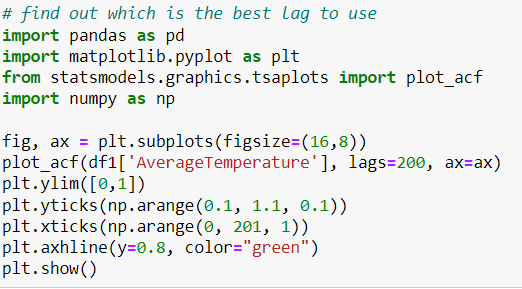 # find out which is the best lag to use
import pandas as pd
import matplotlib.pyplot as plt
from statsmodels.graphics.tsaplots import plot_acf
import numpy as np

fig, ax = plt.subplots(figsize=(16,8))
plot_acf(df1['AverageTemperature'], lags=200, ax=ax)
plt.ylim([0,1])
plt.yticks(np.arange(0.1, 1.1, 0.1))
plt.xticks(np.arange(0, 201, 1))
plt.axhline(y=0.8, color="green")
plt.show()